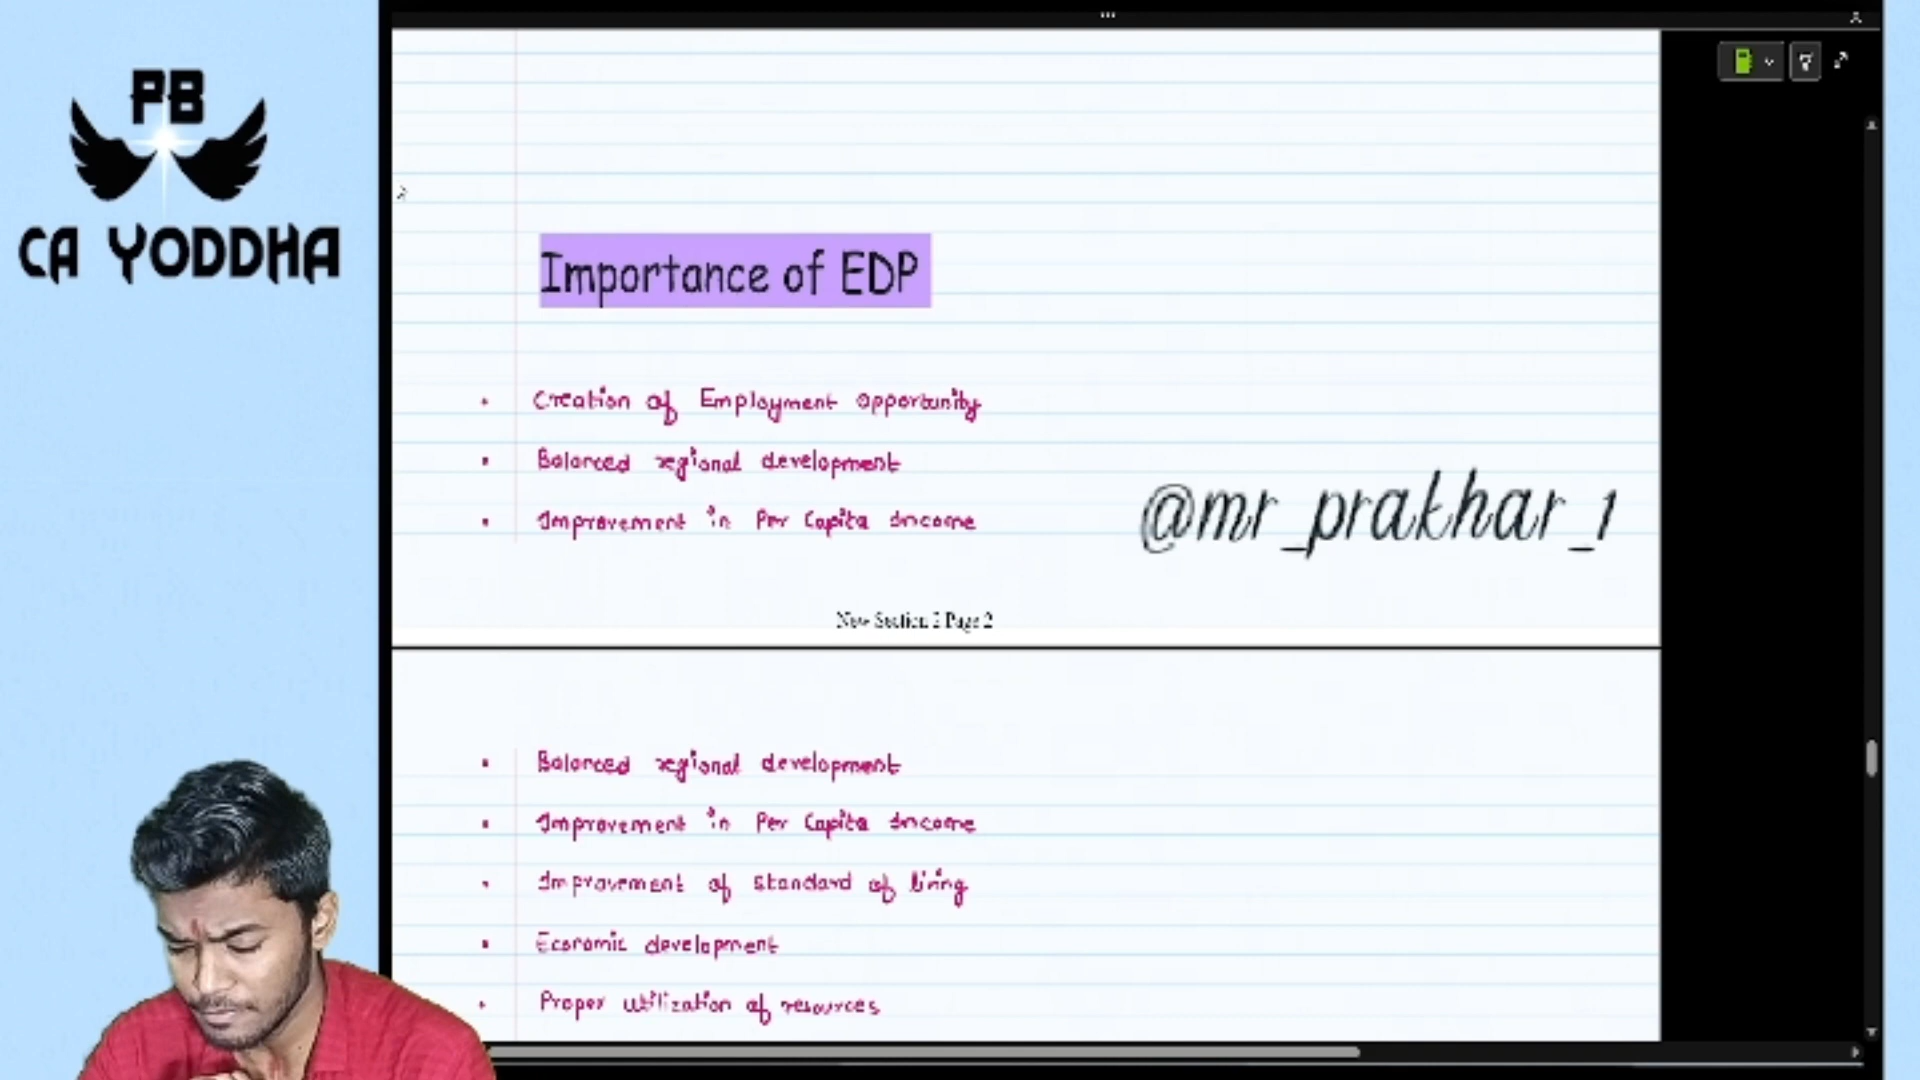 PB
CA YODDHA
Importance of EDP
• Creation of Employment opportunity
• Balanced regional development
• Improvement in Per Capita Income
@mr_prakhar_1
New Section 2 Page 2
• Balanced regional development
• Improvement in Per Capita Income
• Improvement of standard of living
• Economic development
• Proper utilization of resources